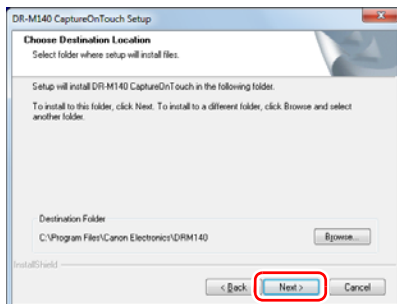 DR-M140 CaptureOnTouch Setup
Choose Destination Location
Select folder where setup will install files.
Setup will install DR-M140 CaptureOnTouch in the following folder.
To install to this folder, click Next. To install to a different folder, click Browse and select
another folder.
Destination Folder
C:\Program Files\Canon Electronics\DRM140
Browse...
InstallShield
< Back
Next >
Cancel